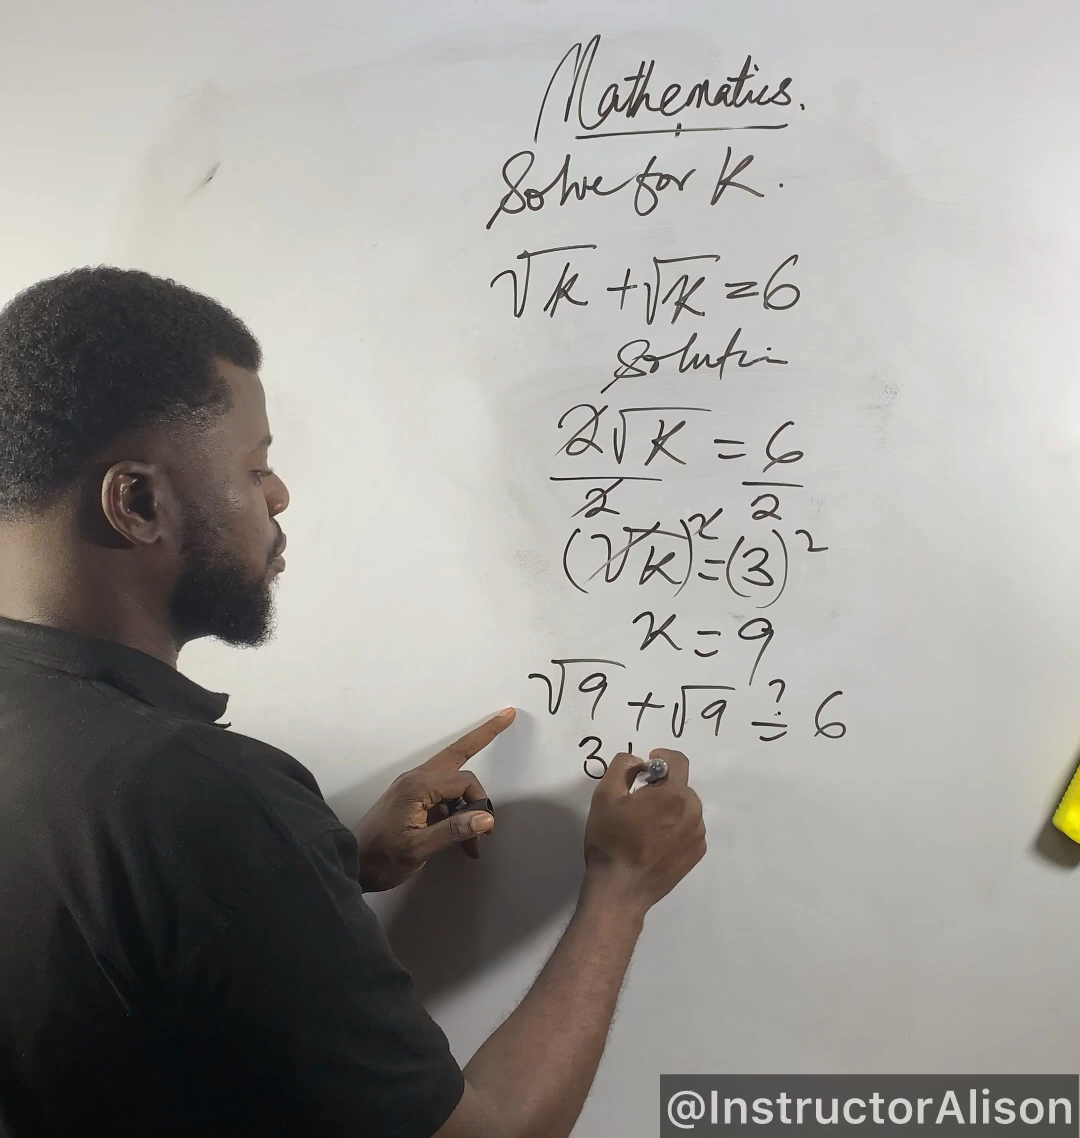 Mathematics.
Solve for K.
√k + √k = 6
Solution
2√k = 6
2 2
(√k)² = (3)²
k = 9
√9 + √9 ≟ 6
3 +
@InstructorAlison